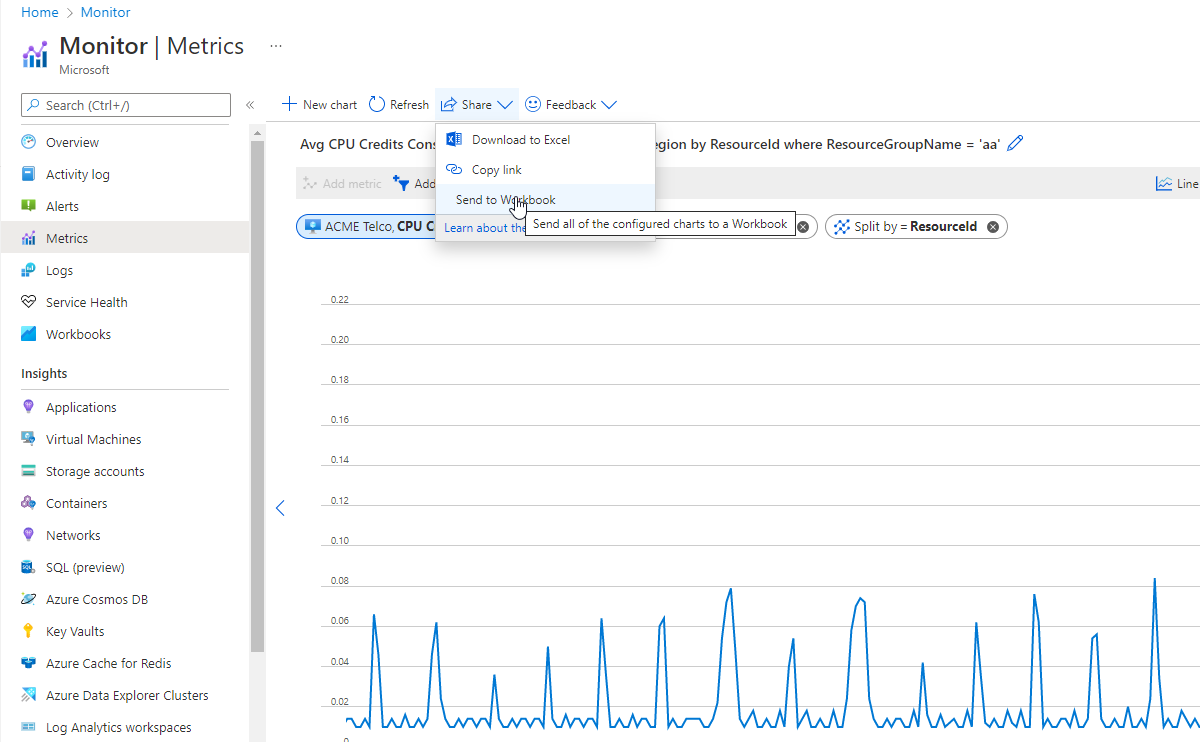 Home > Monitor
Monitor | Metrics ...
Microsoft
Search (Ctrl+/)
«
Overview
Activity log
Alerts
Metrics
Logs
Service Health
Workbooks
Insights
Applications
Virtual Machines
Storage accounts
Containers
Networks
SQL (preview)
Azure Cosmos DB
Key Vaults
Azure Cache for Redis
Azure Data Explorer Clusters
Log Analytics workspaces
New chart Refresh Share Feedback
Download to Excel
Copy link
Send to Workbook
Learn about the
Send all of the configured charts to a Workbook
Avg CPU Credits Cons egion by ResourceId where ResourceGroupName = 'aa'
Add metric Add Line
ACME Telco, CPU C Split by = ResourceId
0.22
0.20
0.18
0.16
0.14
0.12
0.10
0.08
0.06
0.04
0.02
0